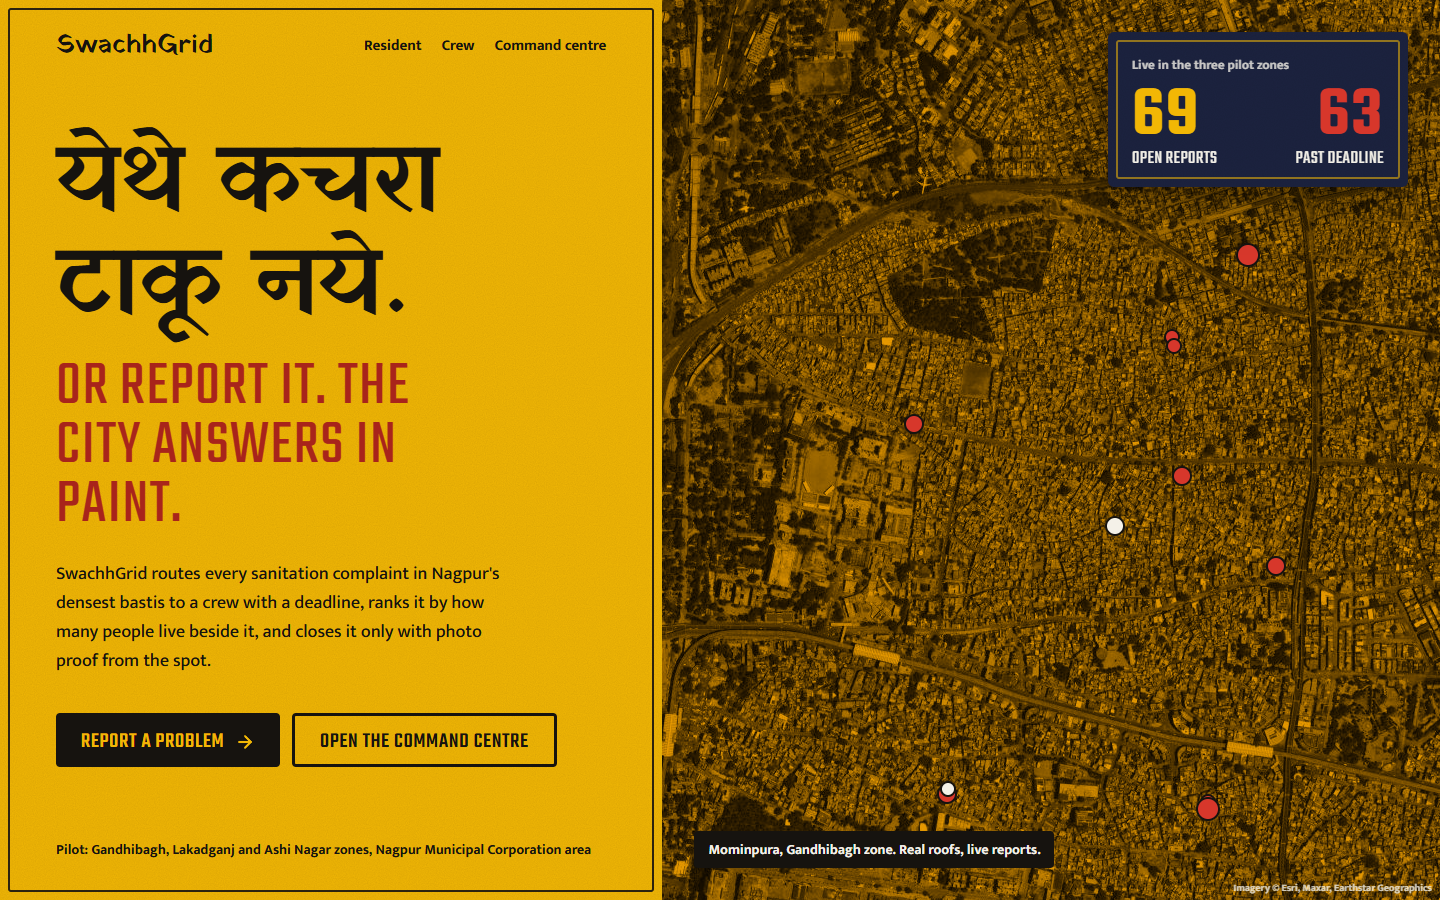 SwachhGrid
Resident Crew Command centre
येथे कचरा
टाकू नये.
OR REPORT IT. THE
CITY ANSWERS IN
PAINT.
SwachhGrid routes every sanitation complaint in Nagpur's
densest bastis to a crew with a deadline, ranks it by how
many people live beside it, and closes it only with photo
proof from the spot.
REPORT A PROBLEM →
OPEN THE COMMAND CENTRE
Pilot: Gandhibagh, Lakadganj and Ashi Nagar zones, Nagpur Municipal Corporation area
Live in the three pilot zones
69 63
OPEN REPORTS PAST DEADLINE
Mominpura, Gandhibagh zone. Real roofs, live reports.
Imagery © Esri, Maxar, Earthstar Geographics